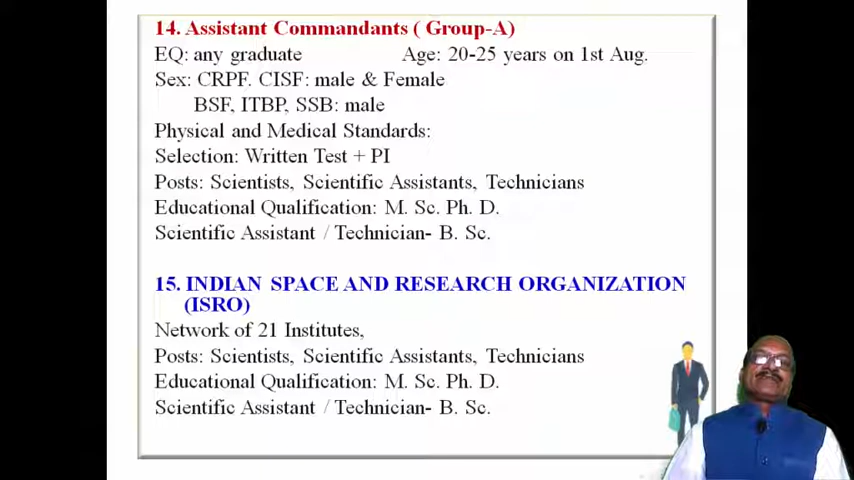 14. Assistant Commandants ( Group-A)
EQ: any graduate Age: 20-25 years on 1st Aug.
Sex: CRPF. CISF: male & Female
BSF, ITBP, SSB: male
Physical and Medical Standards:
Selection: Written Test + PI
Posts: Scientists, Scientific Assistants, Technicians
Educational Qualification: M. Sc. Ph. D.
Scientific Assistant / Technician- B. Sc.
15. INDIAN SPACE AND RESEARCH ORGANIZATION
(ISRO)
Network of 21 Institutes,
Posts: Scientists, Scientific Assistants, Technicians
Educational Qualification: M. Sc. Ph. D.
Scientific Assistant / Technician- B. Sc.